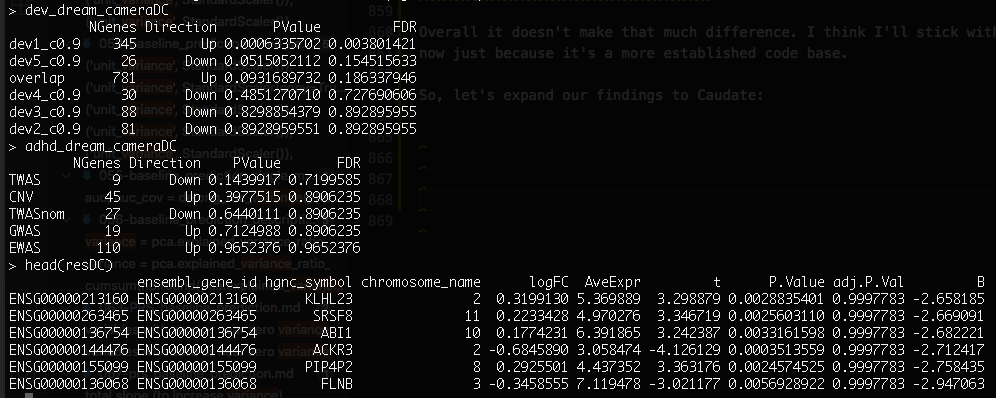 > dev_dream_cameraDC
NGenes Direction PValue FDR
dev1_c0.9 345 Up 0.0006335702 0.003801421
dev5_c0.9 26 Down 0.0515052112 0.154515633
overlap 781 Up 0.0931689732 0.186337946
dev4_c0.9 30 Down 0.4851270710 0.727690606
dev3_c0.9 88 Down 0.8298854379 0.892895955
dev2_c0.9 81 Down 0.8928959551 0.892895955
> adhd_dream_cameraDC
NGenes Direction PValue FDR
TWAS 9 Down 0.1439917 0.7199585
CNV 45 Up 0.3977515 0.8906235
TWASnom 27 Down 0.6440111 0.8906235
GWAS 19 Up 0.7124988 0.8906235
EWAS 110 Up 0.9652376 0.9652376
> head(resDC)
ensembl_gene_id hgnc_symbol chromosome_name logFC AveExpr t P.Value adj.P.Val B
ENSG00000213160 ENSG00000213160 KLHL23 2 0.3199130 5.369889 3.298879 0.0028835401 0.9997783 -2.658185
ENSG00000263465 ENSG00000263465 SRSF8 11 0.2233428 4.970276 3.346719 0.0025603110 0.9997783 -2.669091
ENSG00000136754 ENSG00000136754 ABI1 10 0.1774231 6.391865 3.242387 0.0033161598 0.9997783 -2.682221
ENSG00000144476 ENSG00000144476 ACKR3 2 -0.6845890 3.058474 -4.126129 0.0003513559 0.9997783 -2.712417
ENSG00000155099 ENSG00000155099 PIP4P2 8 0.2925501 4.437352 3.363176 0.0024574525 0.9997783 -2.758435
ENSG00000136068 ENSG00000136068 FLNB 3 -0.3458555 7.119478 -3.021177 0.0056928922 0.9997783 -2.947063
859
Overall it doesn't make that much difference. I think I'll stick with
now just because it's a more established code base.
So, let's expand our findings to Caudate:
866
867
868
869